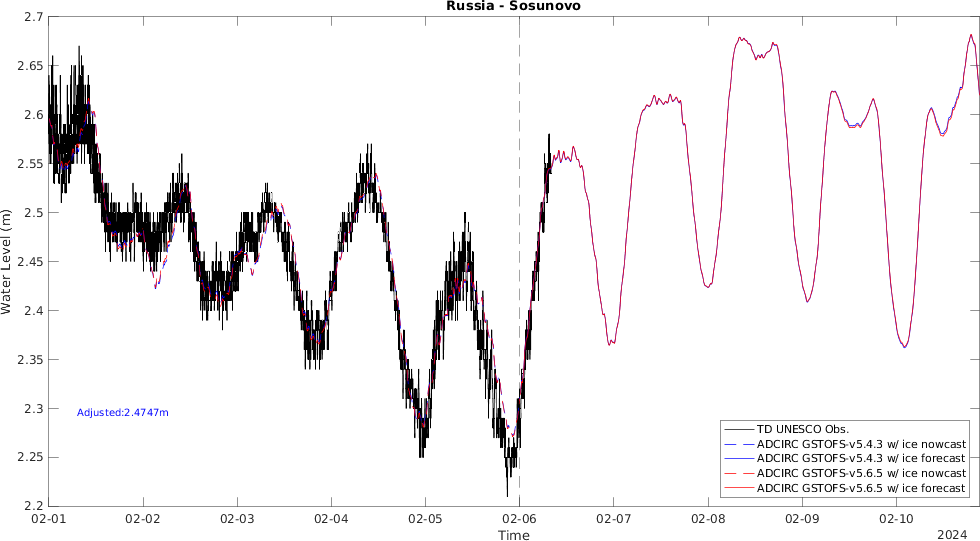 Russia - Sosunovo
2.7
2.65
2.6
2.55
2.5
2.45
2.4
2.35
2.3
2.25
2.2
Water Level (m)
Adjusted:2.4747m
TD UNESCO Obs.
ADCIRC GSTOFS-v5.4.3 w/ ice nowcast
ADCIRC GSTOFS-v5.4.3 w/ ice forecast
ADCIRC GSTOFS-v5.6.5 w/ ice nowcast
ADCIRC GSTOFS-v5.6.5 w/ ice forecast
02-01 02-02 02-03 02-04 02-05 02-06 02-07 02-08 02-09 02-10
Time
2024